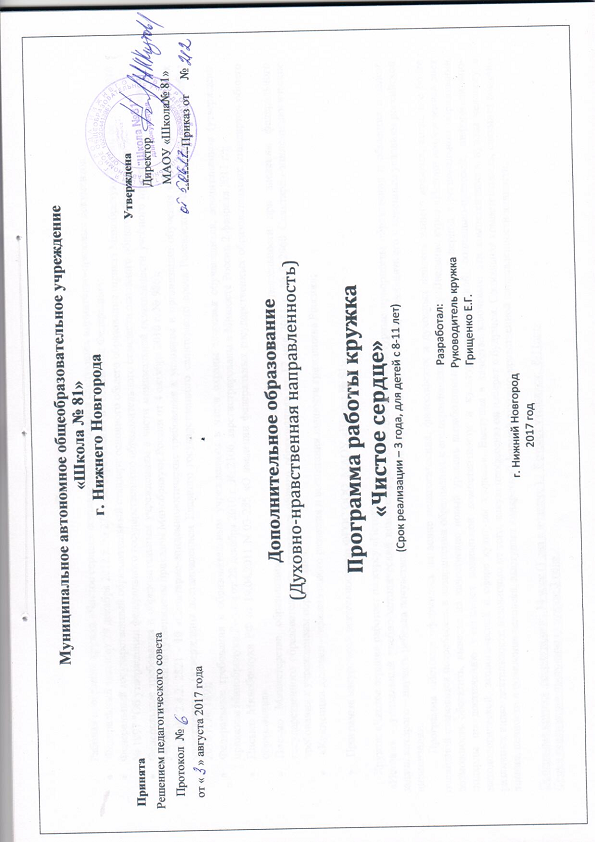 Муниципальное автономное общеобразовательное учреждение
«Школа № 81»
г. Нижнего Новгорода
Принята
Решением педагогического совета
Протокол № 6
от « 3 » августа 2017 года
Утверждена
Директор
МАОУ «Школа№ 81»
Приказ от № 212
Дополнительное образование
(Духовно-нравственная направленность)
Программа работы кружка
«Чистое сердце»
(Срок реализации – 3 года, для детей с 8-11 лет)
Разработал:
Руководитель кружка
Грищенко Е.Г.
г. Нижний Новгород
2017 год